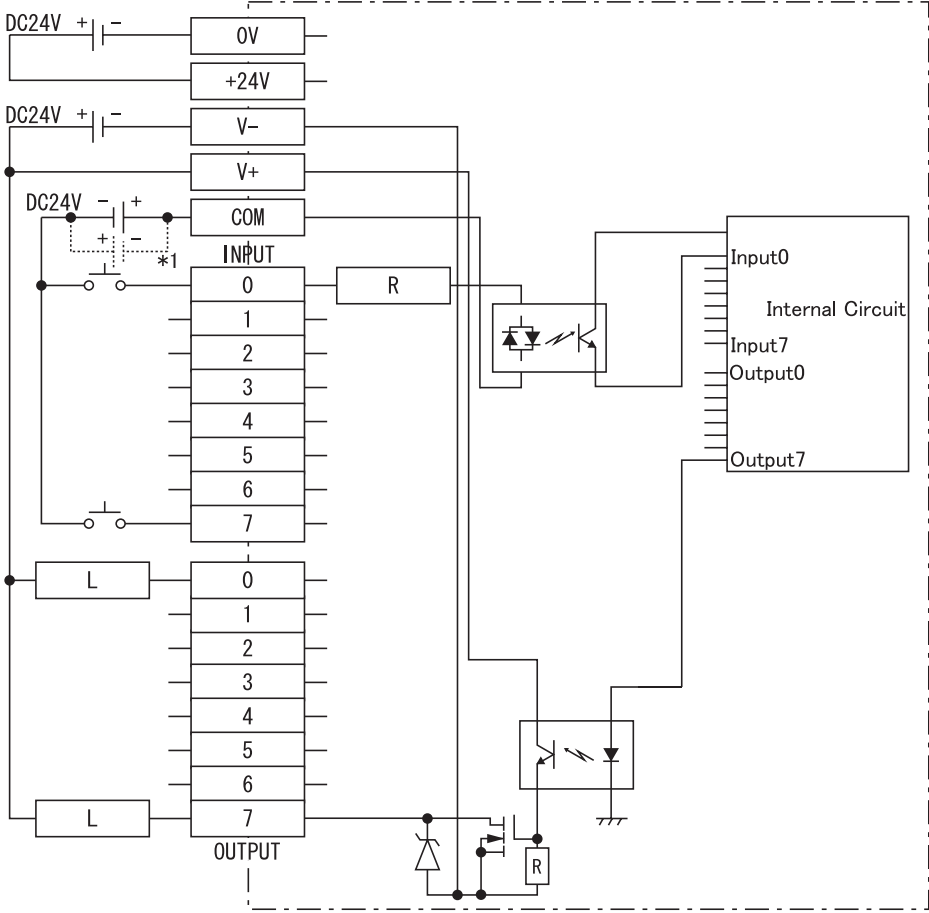 DC24V + -
0V
+24V
DC24V + -
V-
V+
DC24V - +
COM
+ -
*1
INPUT
0
R
1
2
3
4
5
6
7
Input0
Internal Circuit
Input7
Output0
Output7
L
0
1
2
3
4
5
6
L
7
OUTPUT
R